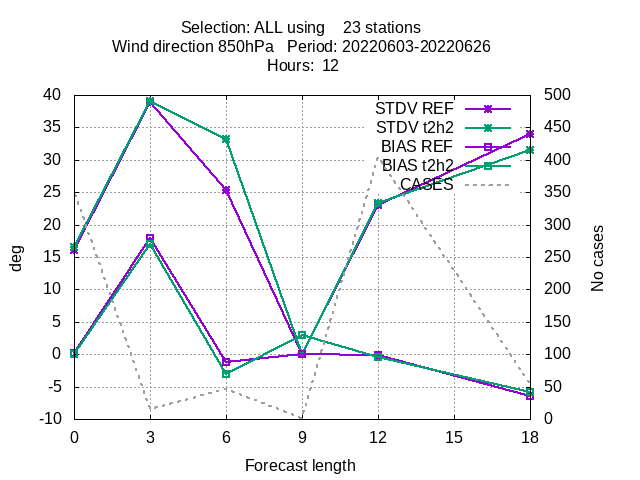 Selection: ALL using    23 stations
Wind direction 850hPa   Period: 20220603-20220626
Hours:  12
40
35
30
25
20
15
10
5
0
-5
-10
deg
STDV REF
STDV t2h2
BIAS REF
BIAS t2h2
CASES
500
450
400
350
300
250
200
150
100
50
0
No cases
0 3 6 9 12 15 18
Forecast length